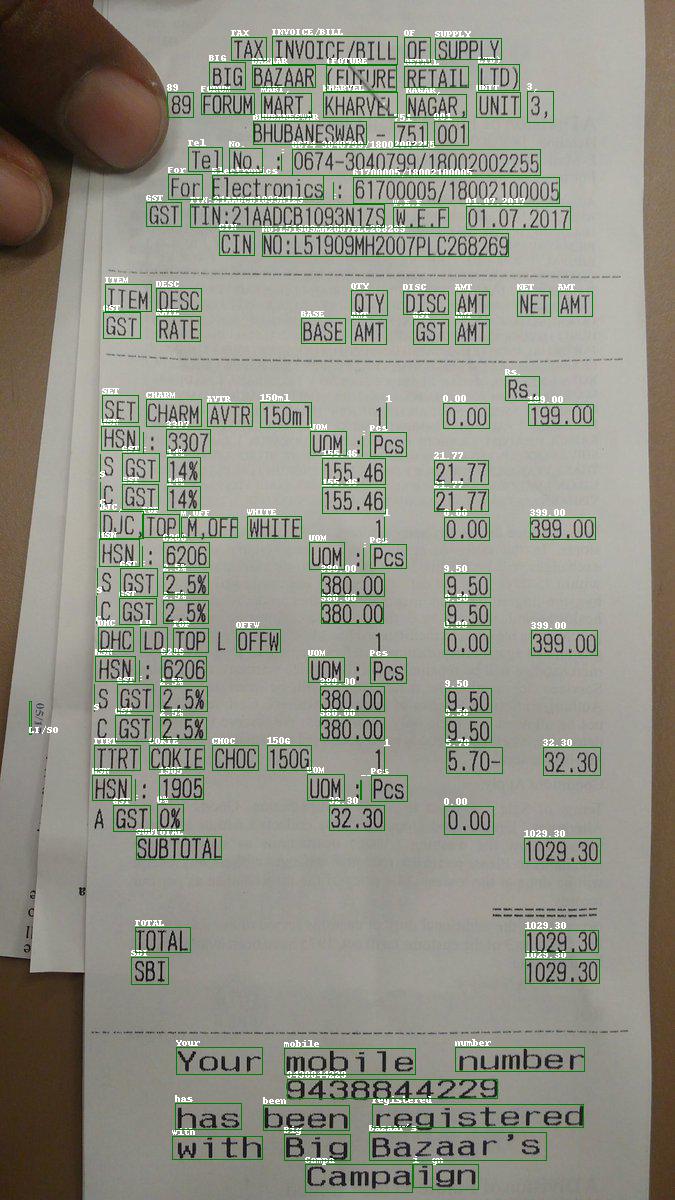 TAX INVOICE/BILL OF SUPPLY
BIG BAZAAR (FUTURE RETAIL LTD)
89 FORUM MART, KHARVEL NAGAR, UNIT 3,
BHUBANESWAR - 751 001
Tel No. : 0674-3040799/18002002255
For Electronics : 61700005/18002100005
GST TIN:21AADCB1093N1ZS W.E.F 01.07.2017
CIN NO:L51909MH2007PLC268269
ITEM DESC QTY DISC AMT NET AMT
GST RATE BASE AMT GST AMT
Rs.
SET CHARM AVTR 150ml 1 0.00 199.00
HSN : 3307 UOM : Pcs
S GST 14% 155.46 21.77
C GST 14% 155.46 21.77
DJC,TOP M,OFF WHITE 1 0.00 399.00
HSN : 6206 UOM : Pcs
S GST 2.5% 380.00 9.50
C GST 2.5% 380.00 9.50
DHC LD TOP L OFFW 1 0.00 399.00
HSN : 6206 UOM : Pcs
S GST 2.5% 380.00 9.50
C GST 2.5% 380.00 9.50
TTRT COKIE CHOC 150G 1 5.70- 32.30
HSN : 1905 UOM : Pcs
A GST 0% 32.30 0.00
SUBTOTAL 1029.30
TOTAL 1029.30
SBI 1029.30
Your mobile number
9438844229
has been registered
with Big Bazaar's
Campaign